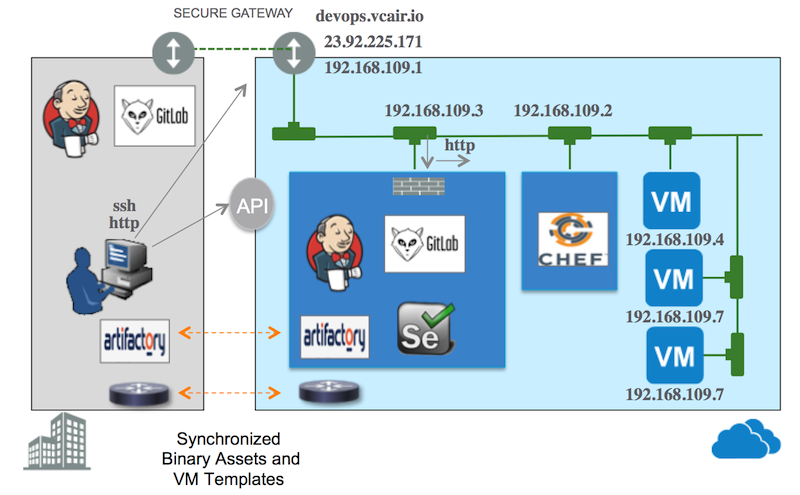 SECURE GATEWAY
devops.vcair.io
23.92.225.171
192.168.109.1
GitLab
192.168.109.3
192.168.109.2
http
ssh
http
API
GitLab
CHEF
VM
192.168.109.4
VM
192.168.109.7
VM
192.168.109.7
artifactory
artifactory
Se
Synchronized
Binary Assets and
VM Templates